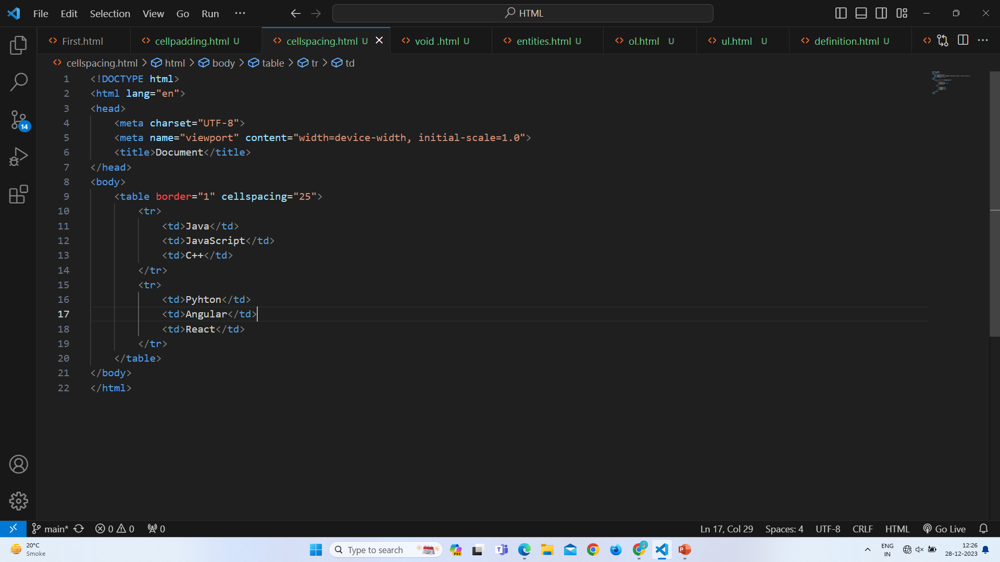 File Edit Selection View Go Run ··· HTML
First.html cellpadding.html U cellspacing.html U void .html U entities.html U ol.html U ul.html U definition.html U
cellspacing.html > html > body > table > tr > td
1 <!DOCTYPE html>
2 <html lang="en">
3 <head>
4 <meta charset="UTF-8">
5 <meta name="viewport" content="width=device-width, initial-scale=1.0">
6 <title>Document</title>
7 </head>
8 <body>
9 <table border="1" cellspacing="25">
10 <tr>
11 <td>Java</td>
12 <td>JavaScript</td>
13 <td>C++</td>
14 </tr>
15 <tr>
16 <td>Pyhton</td>
17 <td>Angular</td>
18 <td>React</td>
19 </tr>
20 </table>
21 </body>
22 </html>
14
main* 0 0 0 Ln 17, Col 29 Spaces: 4 UTF-8 CRLF HTML Go Live
20°C
Smoke
Type to search
PRE
ENG
IN
12:26
28-12-2023